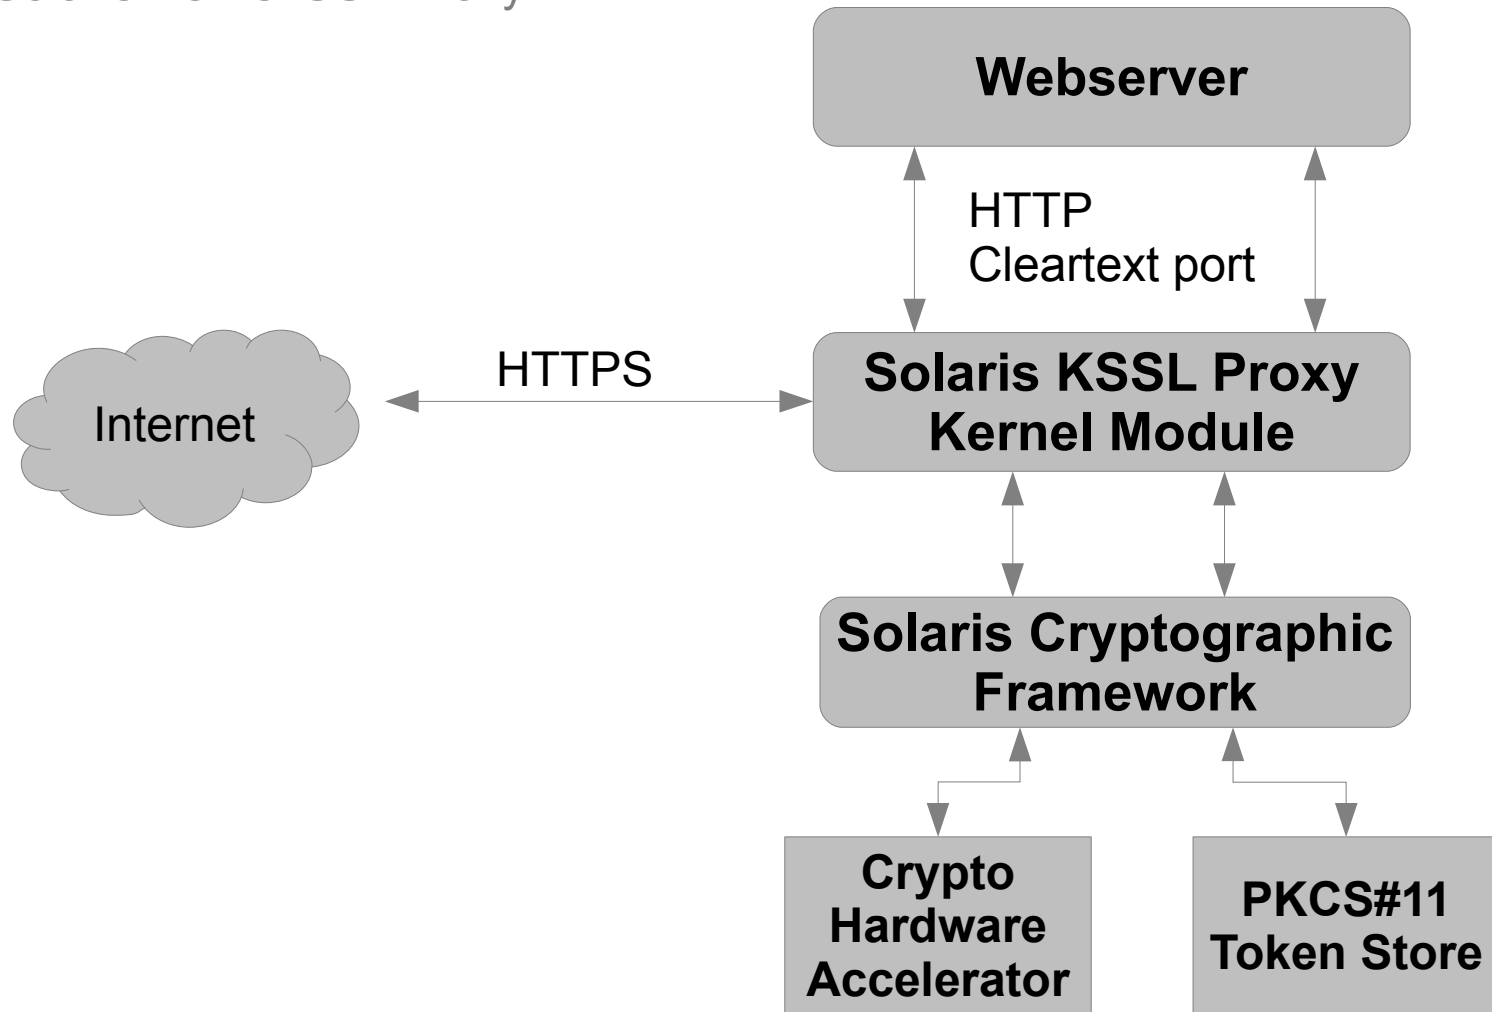 Webserver
HTTP
Cleartext port
HTTPS
Solaris KSSL Proxy
Kernel Module
Internet
Solaris Cryptographic
Framework
Crypto
Hardware
Accelerator
PKCS#11
Token Store